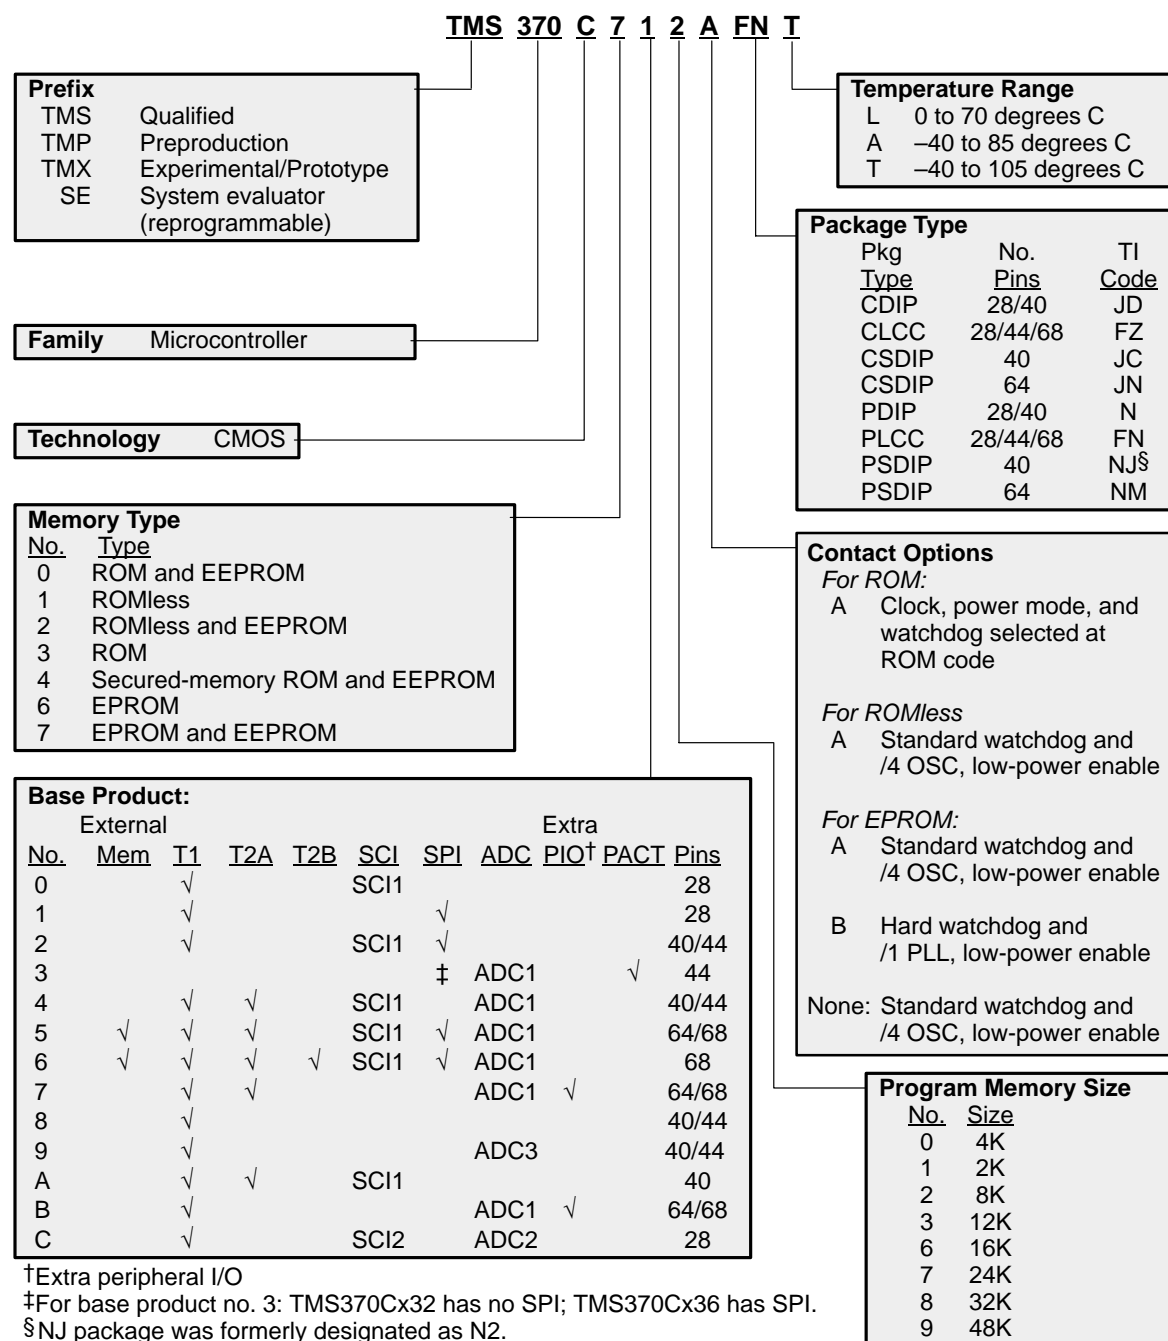 TMS 370 C 7 1 2 A FN T
Prefix
TMS Qualified
TMP Preproduction
TMX Experimental/Prototype
SE System evaluator
(reprogrammable)
Temperature Range
L 0 to 70 degrees C
A –40 to 85 degrees C
T –40 to 105 degrees C
Package Type
Pkg No. TI
Type Pins Code
CDIP 28/40 JD
CLCC 28/44/68 FZ
CSDIP 40 JC
CSDIP 64 JN
PDIP 28/40 N
PLCC 28/44/68 FN
PSDIP 40 NJ§
PSDIP 64 NM
Family Microcontroller
Technology CMOS
Memory Type
No. Type
0 ROM and EEPROM
1 ROMless
2 ROMless and EEPROM
3 ROM
4 Secured-memory ROM and EEPROM
6 EPROM
7 EPROM and EEPROM
Contact Options
For ROM:
A Clock, power mode, and
watchdog selected at
ROM code
For ROMless
A Standard watchdog and
/4 OSC, low-power enable
For EPROM:
A Standard watchdog and
/4 OSC, low-power enable
B Hard watchdog and
/1 PLL, low-power enable
None: Standard watchdog and
/4 OSC, low-power enable
Base Product:
External Extra
No. Mem T1 T2A T2B SCI SPI ADC PIO† PACT Pins
0 √ SCI1 28
1 √ √ 28
2 √ SCI1 √ 40/44
3 ‡ ADC1 √ 44
4 √ √ SCI1 ADC1 40/44
5 √ √ √ SCI1 √ ADC1 64/68
6 √ √ √ √ SCI1 √ ADC1 68
7 √ √ ADC1 √ 64/68
8 √ 40/44
9 √ ADC3 40/44
A √ √ SCI1 40
B √ ADC1 √ 64/68
C √ SCI2 ADC2 28
Program Memory Size
No. Size
0 4K
1 2K
2 8K
3 12K
6 16K
7 24K
8 32K
9 48K
†Extra peripheral I/O
‡For base product no. 3: TMS370Cx32 has no SPI; TMS370Cx36 has SPI.
§NJ package was formerly designated as N2.